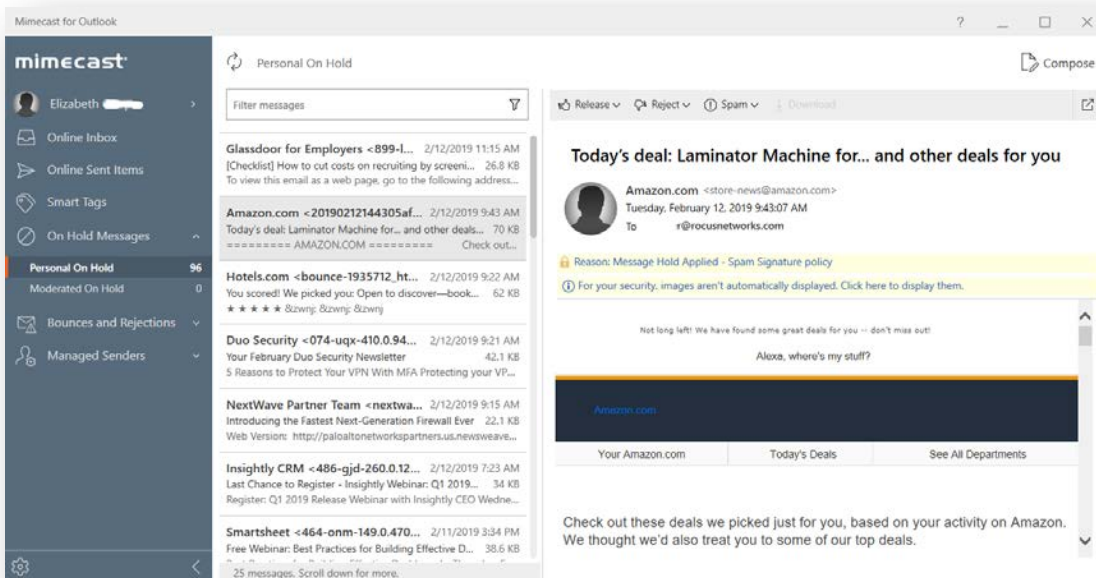 Mimecast for Outlook
?
mimecast
Elizabeth
Online Inbox
Online Sent Items
Smart Tags
On Hold Messages
Personal On Hold 96
Moderated On Hold 0
Bounces and Rejections
Managed Senders
Personal On Hold
Compose
Filter messages
Glassdoor for Employers <899-l... 2/12/2019 11:15 AM
[Checklist] How to cut costs on recruiting by screeni... 26.8 KB
To view this email as a web page, go to the following address...
Amazon.com <20190212144305af... 2/12/2019 9:43 AM
Today's deal: Laminator Machine for... and other deals... 70 KB
========= AMAZON.COM ========= Check out...
Hotels.com <bounce-1935712_ht... 2/12/2019 9:22 AM
You scored! We picked you: Open to discover—book... 62 KB
★ ★ ★ ★ ★ &zwnj; &zwnj; &zwnj
Duo Security <074-uqx-410.0.94... 2/12/2019 9:21 AM
Your February Duo Security Newsletter 42.1 KB
5 Reasons to Protect Your VPN With MFA Protecting your VP...
NextWave Partner Team <nextwa... 2/12/2019 9:15 AM
Introducing the Fastest Next-Generation Firewall Ever 22.1 KB
Web Version: http://paloaltonetworkspartners.us.newsweave...
Insightly CRM <486-gjd-260.0.12... 2/12/2019 7:23 AM
Last Chance to Register - Insightly Webinar: Q1 2019... 34 KB
Register: Q1 2019 Release Webinar with Insightly CEO Wedne...
Smartsheet <464-onm-149.0.470... 2/11/2019 3:34 PM
Free Webinar: Best Practices for Building Effective D... 38.6 KB
25 messages. Scroll down for more.
Release Reject Spam Download
Today's deal: Laminator Machine for... and other deals for you
Amazon.com <store-news@amazon.com>
Tuesday, February 12, 2019 9:43:07 AM
To r@rocusnetworks.com
Reason: Message Hold Applied - Spam Signature policy
For your security, images aren't automatically displayed. Click here to display them.
Not long left! We have found some great deals for you -- don't miss out!
Alexa, where's my stuff?
Amazon.com
Your Amazon.com Today's Deals See All Departments
Check out these deals we picked just for you, based on your activity on Amazon.
We thought we'd also treat you to some of our top deals.